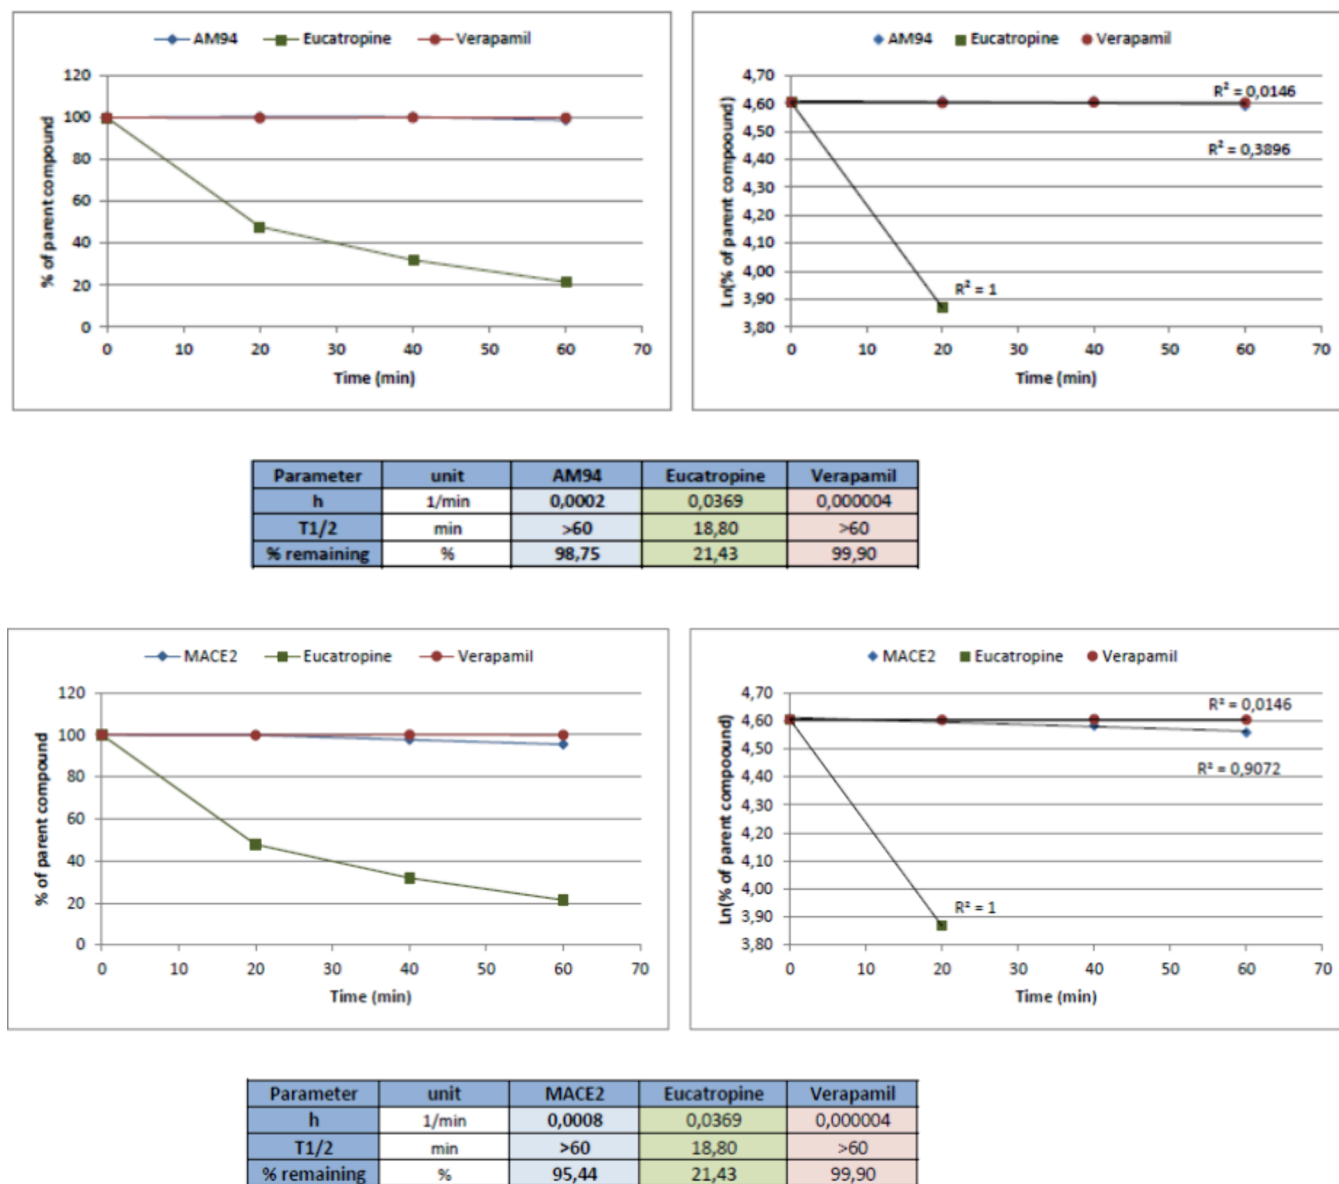 AM94 Eucatropine Verapamil
120
100
80
60
40
20
0
% of parent compound
0 10 20 30 40 50 60 70
Time (min)
AM94 Eucatropine Verapamil
4,70
4,60
4,50
4,40
4,30
4,20
4,10
4,00
3,90
3,80
Ln(% of parent compoound)
R² = 0,0146
R² = 0,3896
R² = 1
0 10 20 30 40 50 60 70
Time (min)
Parameter unit AM94 Eucatropine Verapamil
h 1/min 0,0002 0,0369 0,000004
T1/2 min >60 18,80 >60
% remaining % 98,75 21,43 99,90
MACE2 Eucatropine Verapamil
120
100
80
60
40
20
0
% of parent compound
0 10 20 30 40 50 60 70
Time (min)
MACE2 Eucatropine Verapamil
4,70
4,60
4,50
4,40
4,30
4,20
4,10
4,00
3,90
3,80
Ln(% of parent compoound)
R² = 0,0146
R² = 0,9072
R² = 1
0 10 20 30 40 50 60 70
Time (min)
Parameter unit MACE2 Eucatropine Verapamil
h 1/min 0,0008 0,0369 0,000004
T1/2 min >60 18,80 >60
% remaining % 95,44 21,43 99,90